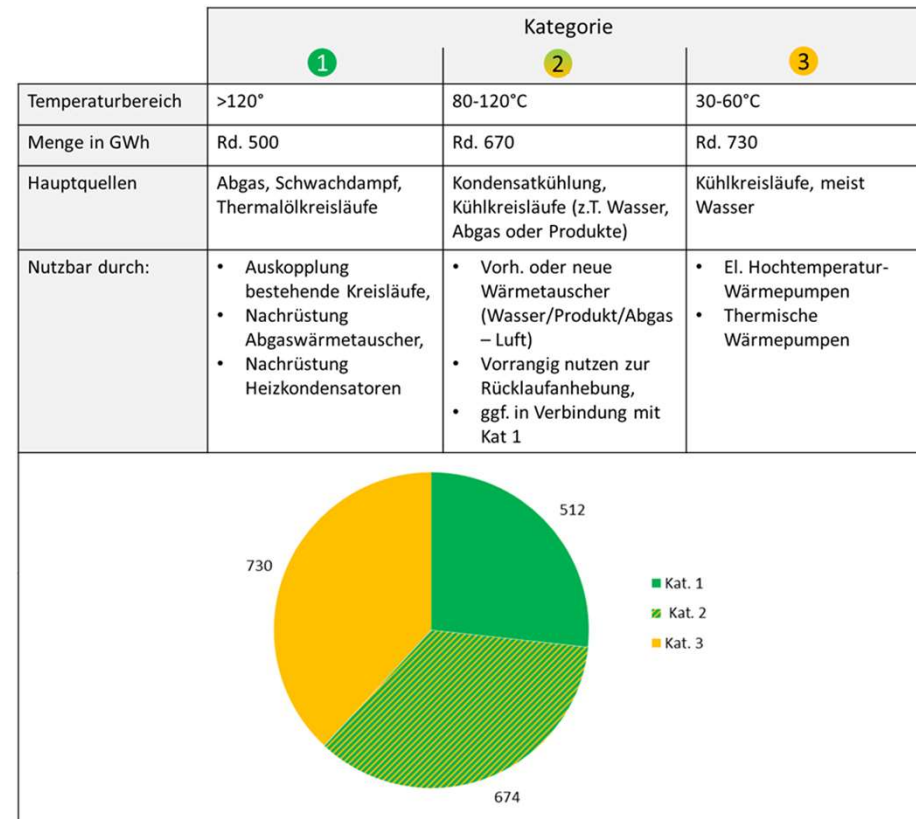 Kategorie
1
2
3
Temperaturbereich
>120°
80-120°C
30-60°C
Menge in GWh
Rd. 500
Rd. 670
Rd. 730
Hauptquellen
Abgas, Schwachdampf,
Thermalölkreisläufe
Kondensatkühlung,
Kühlkreisläufe (z.T. Wasser,
Abgas oder Produkte)
Kühlkreisläufe, meist
Wasser
Nutzbar durch:
• Auskopplung
bestehende Kreisläufe,
• Nachrüstung
Abgaswärmetauscher,
• Nachrüstung
Heizkondensatoren
• Vorh. oder neue
Wärmetauscher
(Wasser/Produkt/Abgas
– Luft)
• Vorrangig nutzen zur
Rücklaufanhebung,
• ggf. in Verbindung mit
Kat 1
• El. Hochtemperatur-
Wärmepumpen
• Thermische
Wärmepumpen
512
730
674
Kat. 1
Kat. 2
Kat. 3